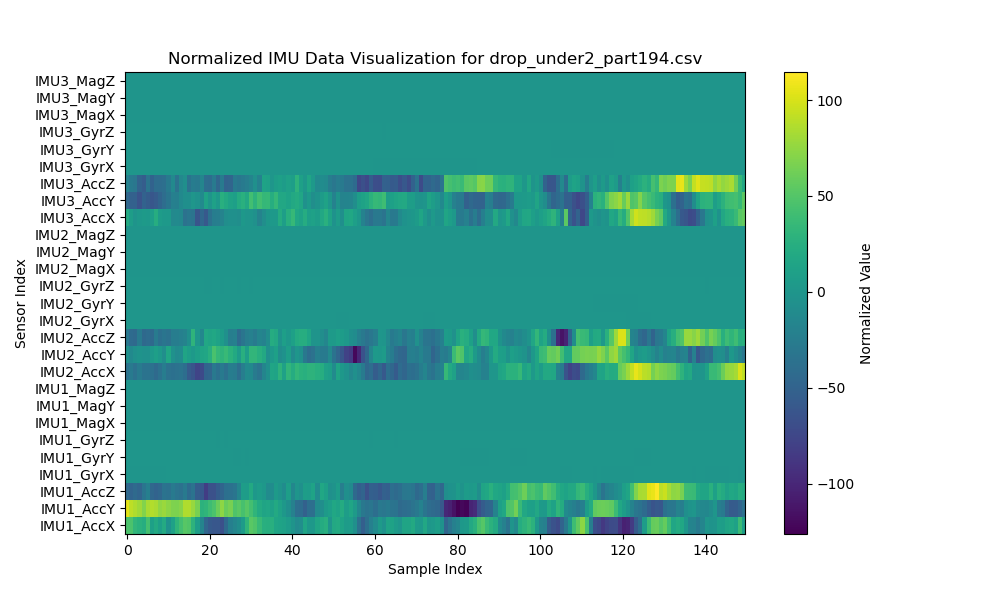 Normalized IMU Data Visualization for drop_under2_part194.csv
IMU3_MagZ
IMU3_MagY
IMU3_MagX
IMU3_GyrZ
IMU3_GyrY
IMU3_GyrX
IMU3_AccZ
IMU3_AccY
IMU3_AccX
IMU2_MagZ
IMU2_MagY
IMU2_MagX
IMU2_GyrZ
IMU2_GyrY
IMU2_GyrX
IMU2_AccZ
IMU2_AccY
IMU2_AccX
IMU1_MagZ
IMU1_MagY
IMU1_MagX
IMU1_GyrZ
IMU1_GyrY
IMU1_GyrX
IMU1_AccZ
IMU1_AccY
IMU1_AccX
Sensor Index
0 20 40 60 80 100 120 140
Sample Index
100
50
0
−50
−100
Normalized Value